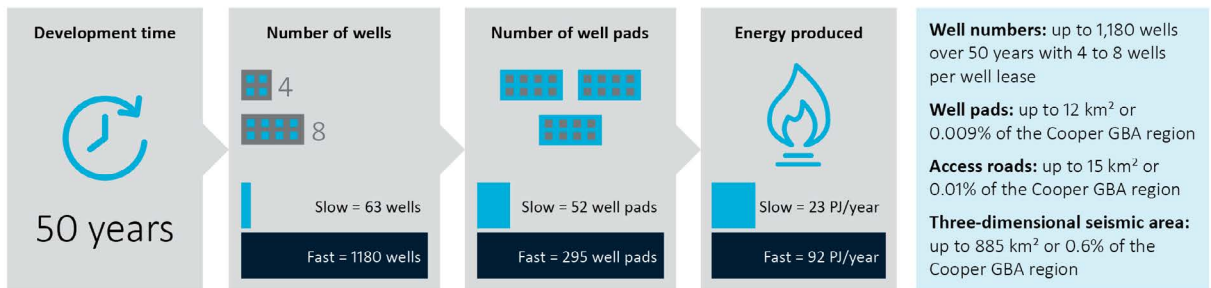 Development time
50 years
Number of wells
4
8
Slow = 63 wells
Fast = 1180 wells
Number of well pads
Slow = 52 well pads
Fast = 295 well pads
Energy produced
Slow = 23 PJ/year
Fast = 92 PJ/year
Well numbers: up to 1,180 wells
over 50 years with 4 to 8 wells
per well lease
Well pads: up to 12 km² or
0.009% of the Cooper GBA region
Access roads: up to 15 km² or
0.01% of the Cooper GBA region
Three-dimensional seismic area:
up to 885 km² or 0.6% of the
Cooper GBA region